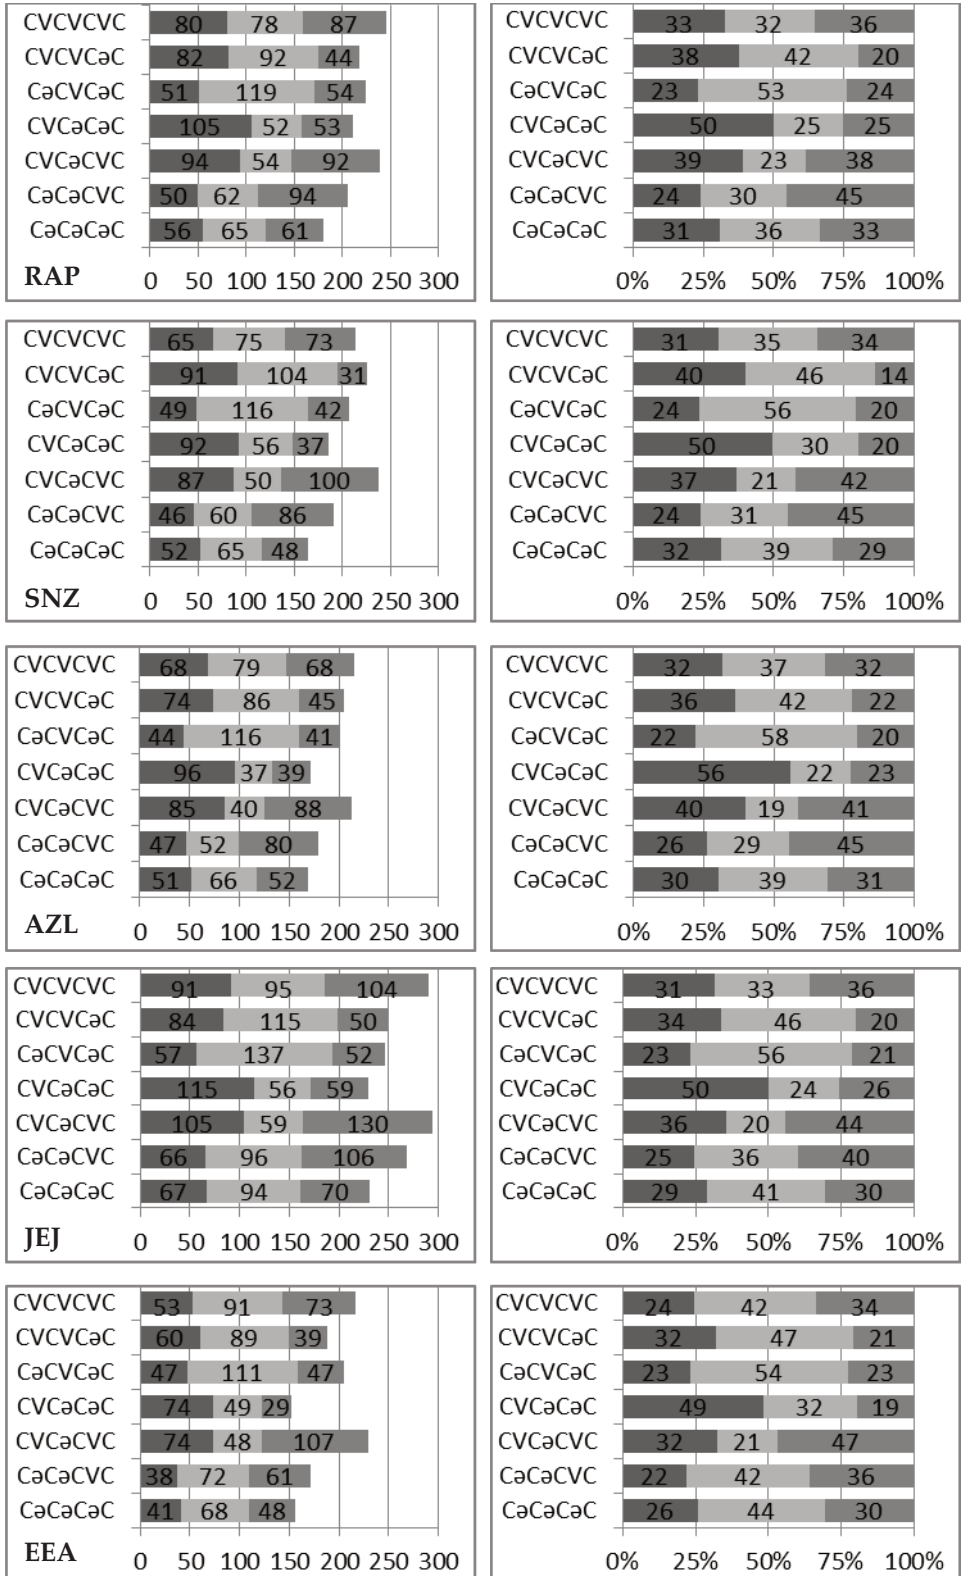 CVCVCVC 80 78 87
CVCVCəC 82 92 44
CəCVCəC 51 119 54
CVCəCəC 105 52 53
CVCəCVC 94 54 92
CəCəCVC 50 62 94
CəCəCəC 56 65 61
RAP 0 50 100 150 200 250 300
CVCVCVC 33 32 36
CVCVCəC 38 42 20
CəCVCəC 23 53 24
CVCəCəC 50 25 25
CVCəCVC 39 23 38
CəCəCVC 24 30 45
CəCəCəC 31 36 33
0% 25% 50% 75% 100%
CVCVCVC 65 75 73
CVCVCəC 91 104 31
CəCVCəC 49 116 42
CVCəCəC 92 56 37
CVCəCVC 87 50 100
CəCəCVC 46 60 86
CəCəCəC 52 65 48
SNZ 0 50 100 150 200 250 300
CVCVCVC 31 35 34
CVCVCəC 40 46 14
CəCVCəC 24 56 20
CVCəCəC 50 30 20
CVCəCVC 37 21 42
CəCəCVC 24 31 45
CəCəCəC 32 39 29
0% 25% 50% 75% 100%
CVCVCVC 68 79 68
CVCVCəC 74 86 45
CəCVCəC 44 116 41
CVCəCəC 96 37 39
CVCəCVC 85 40 88
CəCəCVC 47 52 80
CəCəCəC 51 66 52
AZL 0 50 100 150 200 250 300
CVCVCVC 32 37 32
CVCVCəC 36 42 22
CəCVCəC 22 58 20
CVCəCəC 56 22 23
CVCəCVC 40 19 41
CəCəCVC 26 29 45
CəCəCəC 30 39 31
0% 25% 50% 75% 100%
CVCVCVC 91 95 104
CVCVCəC 84 115 50
CəCVCəC 57 137 52
CVCəCəC 115 56 59
CVCəCVC 105 59 130
CəCəCVC 66 96 106
CəCəCəC 67 94 70
JEJ 0 50 100 150 200 250 300
CVCVCVC 31 33 36
CVCVCəC 34 46 20
CəCVCəC 23 56 21
CVCəCəC 50 24 26
CVCəCVC 36 20 44
CəCəCVC 25 36 40
CəCəCəC 29 41 30
0% 25% 50% 75% 100%
CVCVCVC 53 91 73
CVCVCəC 60 89 39
CəCVCəC 47 111 47
CVCəCəC 74 49 29
CVCəCVC 74 48 107
CəCəCVC 38 72 61
CəCəCəC 41 68 48
EEA 0 50 100 150 200 250 300
CVCVCVC 24 42 34
CVCVCəC 32 47 21
CəCVCəC 23 54 23
CVCəCəC 49 32 19
CVCəCVC 32 21 47
CəCəCVC 22 42 36
CəCəCəC 26 44 30
0% 25% 50% 75% 100%